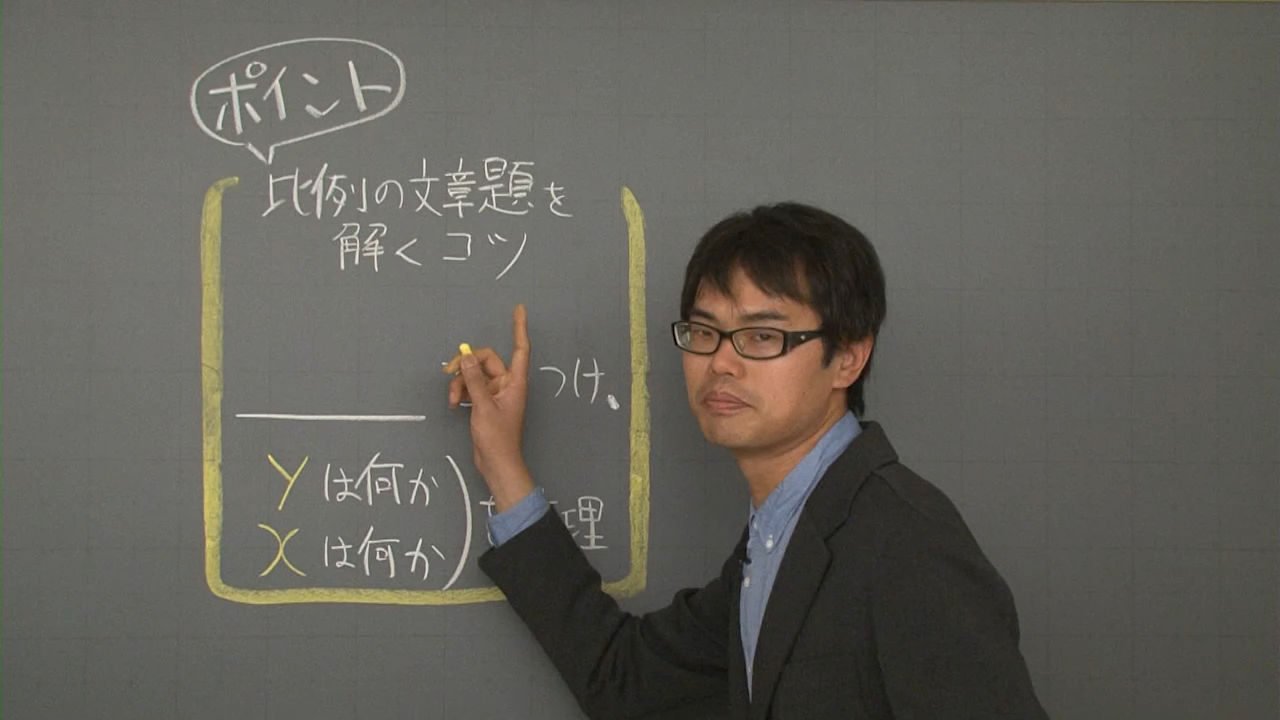 ポイント
比例の文章題を
解くコツ
つけ、
yは何か
xは何か
理